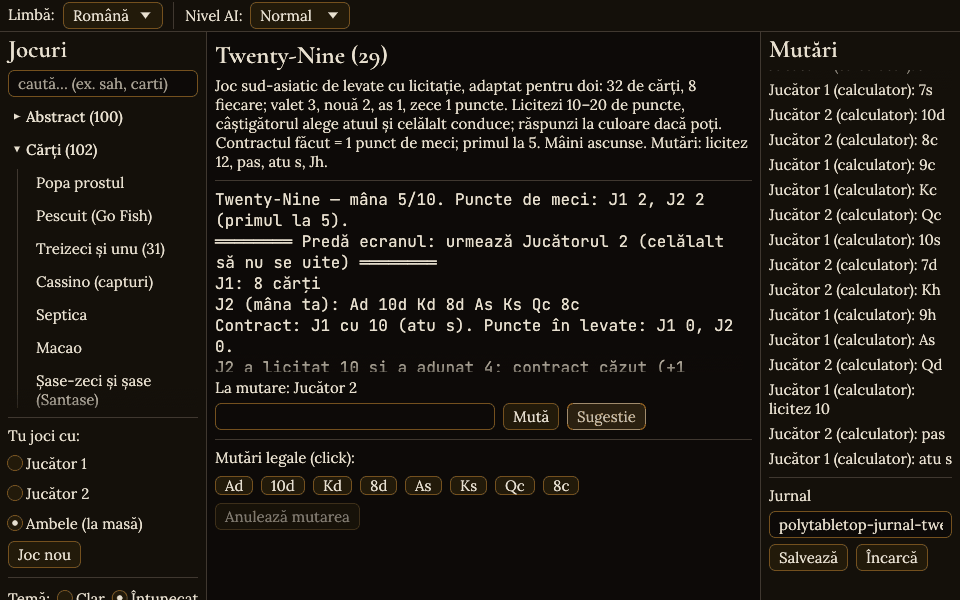 Limbă: Română ▼ Nivel AI: Normal ▼
Jocuri
caută… (ex. sah, carti)
▸ Abstract (100)
▾ Cărți (102)
Popa prostul
Pescuit (Go Fish)
Treizeci și unu (31)
Cassino (capturi)
Septica
Macao
Șase-zeci și șase
(Santase)
Tu joci cu:
Jucător 1
Jucător 2
Ambele (la masă)
Joc nou
Temă: Clar Întunecat
Twenty-Nine (29)
Joc sud-asiatic de levate cu licitație, adaptat pentru doi: 32 de cărți, 8
fiecare; valet 3, nouă 2, as 1, zece 1 puncte. Licitezi 10–20 de puncte,
câștigătorul alege atuul și celălalt conduce; răspunzi la culoare dacă poți.
Contractul făcut = 1 punct de meci; primul la 5. Mâini ascunse. Mutări: licitez
12, pas, atu s, Jh.
Twenty-Nine — mâna 5/10. Puncte de meci: J1 2, J2 2
(primul la 5).
════════ Predă ecranul: urmează Jucătorul 2 (celălalt
să nu se uite) ════════
J1: 8 cărți
J2 (mâna ta): Ad 10d Kd 8d As Ks Qc 8c
Contract: J1 cu 10 (atu s). Puncte în levate: J1 0, J2
0.
J2 a licitat 10 și a adunat 4: contract căzut (+1
La mutare: Jucător 2
Mută Sugestie
Mutări legale (click):
Ad 10d Kd 8d As Ks Qc 8c
Anulează mutarea
Mutări
Jucător 1 (calculator): 7s
Jucător 2 (calculator): 10d
Jucător 2 (calculator): 8c
Jucător 1 (calculator): 9c
Jucător 1 (calculator): Kc
Jucător 2 (calculator): Qc
Jucător 1 (calculator): 10s
Jucător 2 (calculator): 7d
Jucător 2 (calculator): Kh
Jucător 1 (calculator): 9h
Jucător 1 (calculator): As
Jucător 2 (calculator): Qd
Jucător 1 (calculator):
licitez 10
Jucător 2 (calculator): pas
Jucător 1 (calculator): atu s
Jurnal
polytabletop-jurnal-twe
Salvează Încarcă